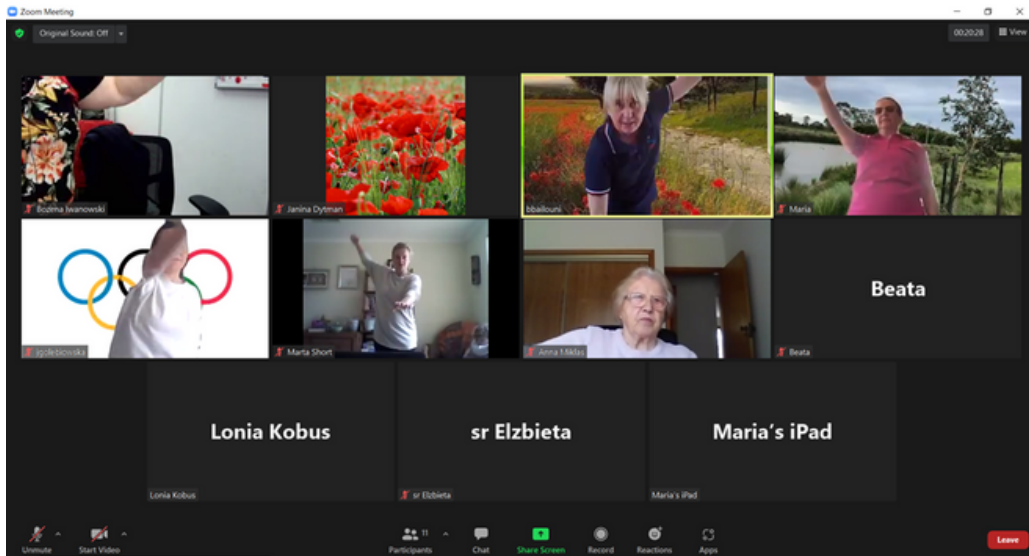 Zoom Meeting
Original Sound: Off
00:20:28
View
Bozena Iwanowski
Janina Dytman
bbailouni
Maria
jgolebiowska
Marta Short
Anna Miklas
Beata
Beata
Lonia Kobus
sr Elzbieta
Maria's iPad
Lonia Kobus
sr Elzbieta
Maria's iPad
Unmute
Start Video
Participants
11
Chat
Share Screen
Record
Reactions
Apps
Leave